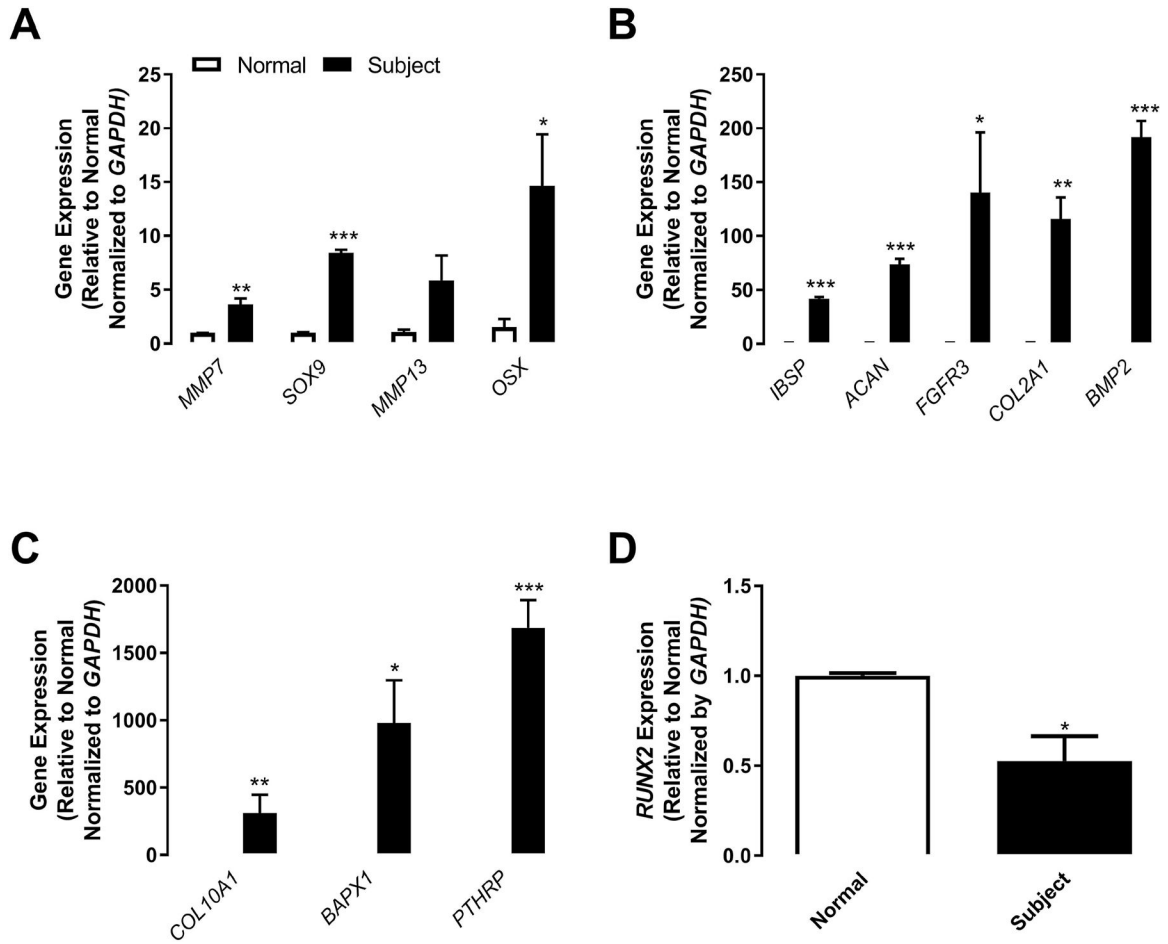 A
Normal Subject
Gene Expression
(Relative to Normal
Normalized to GAPDH)
25
20
15
10
5
0
*
***
**
MMP7 SOX9 MMP13 OSX
B
Gene Expression
(Relative to Normal
Normalized to GAPDH)
250
200
150
100
50
0
***
*
**
***
***
IBSP ACAN FGFR3 COL2A1 BMP2
C
Gene Expression
(Relative to Normal
Normalized to GAPDH)
2000
1500
1000
500
0
***
*
**
COL10A1 BAPX1 PTHRP
D
RUNX2 Expression
(Relative to Normal
Normalized by GAPDH)
1.5
1.0
0.5
0.0
*
Normal Subject